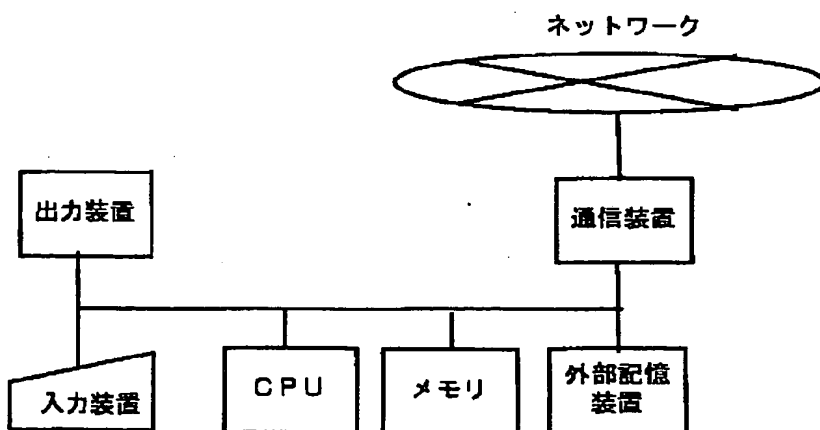 ネットワーク
出力装置
通信装置
入力装置
CPU
メモリ
外部記憶
装置